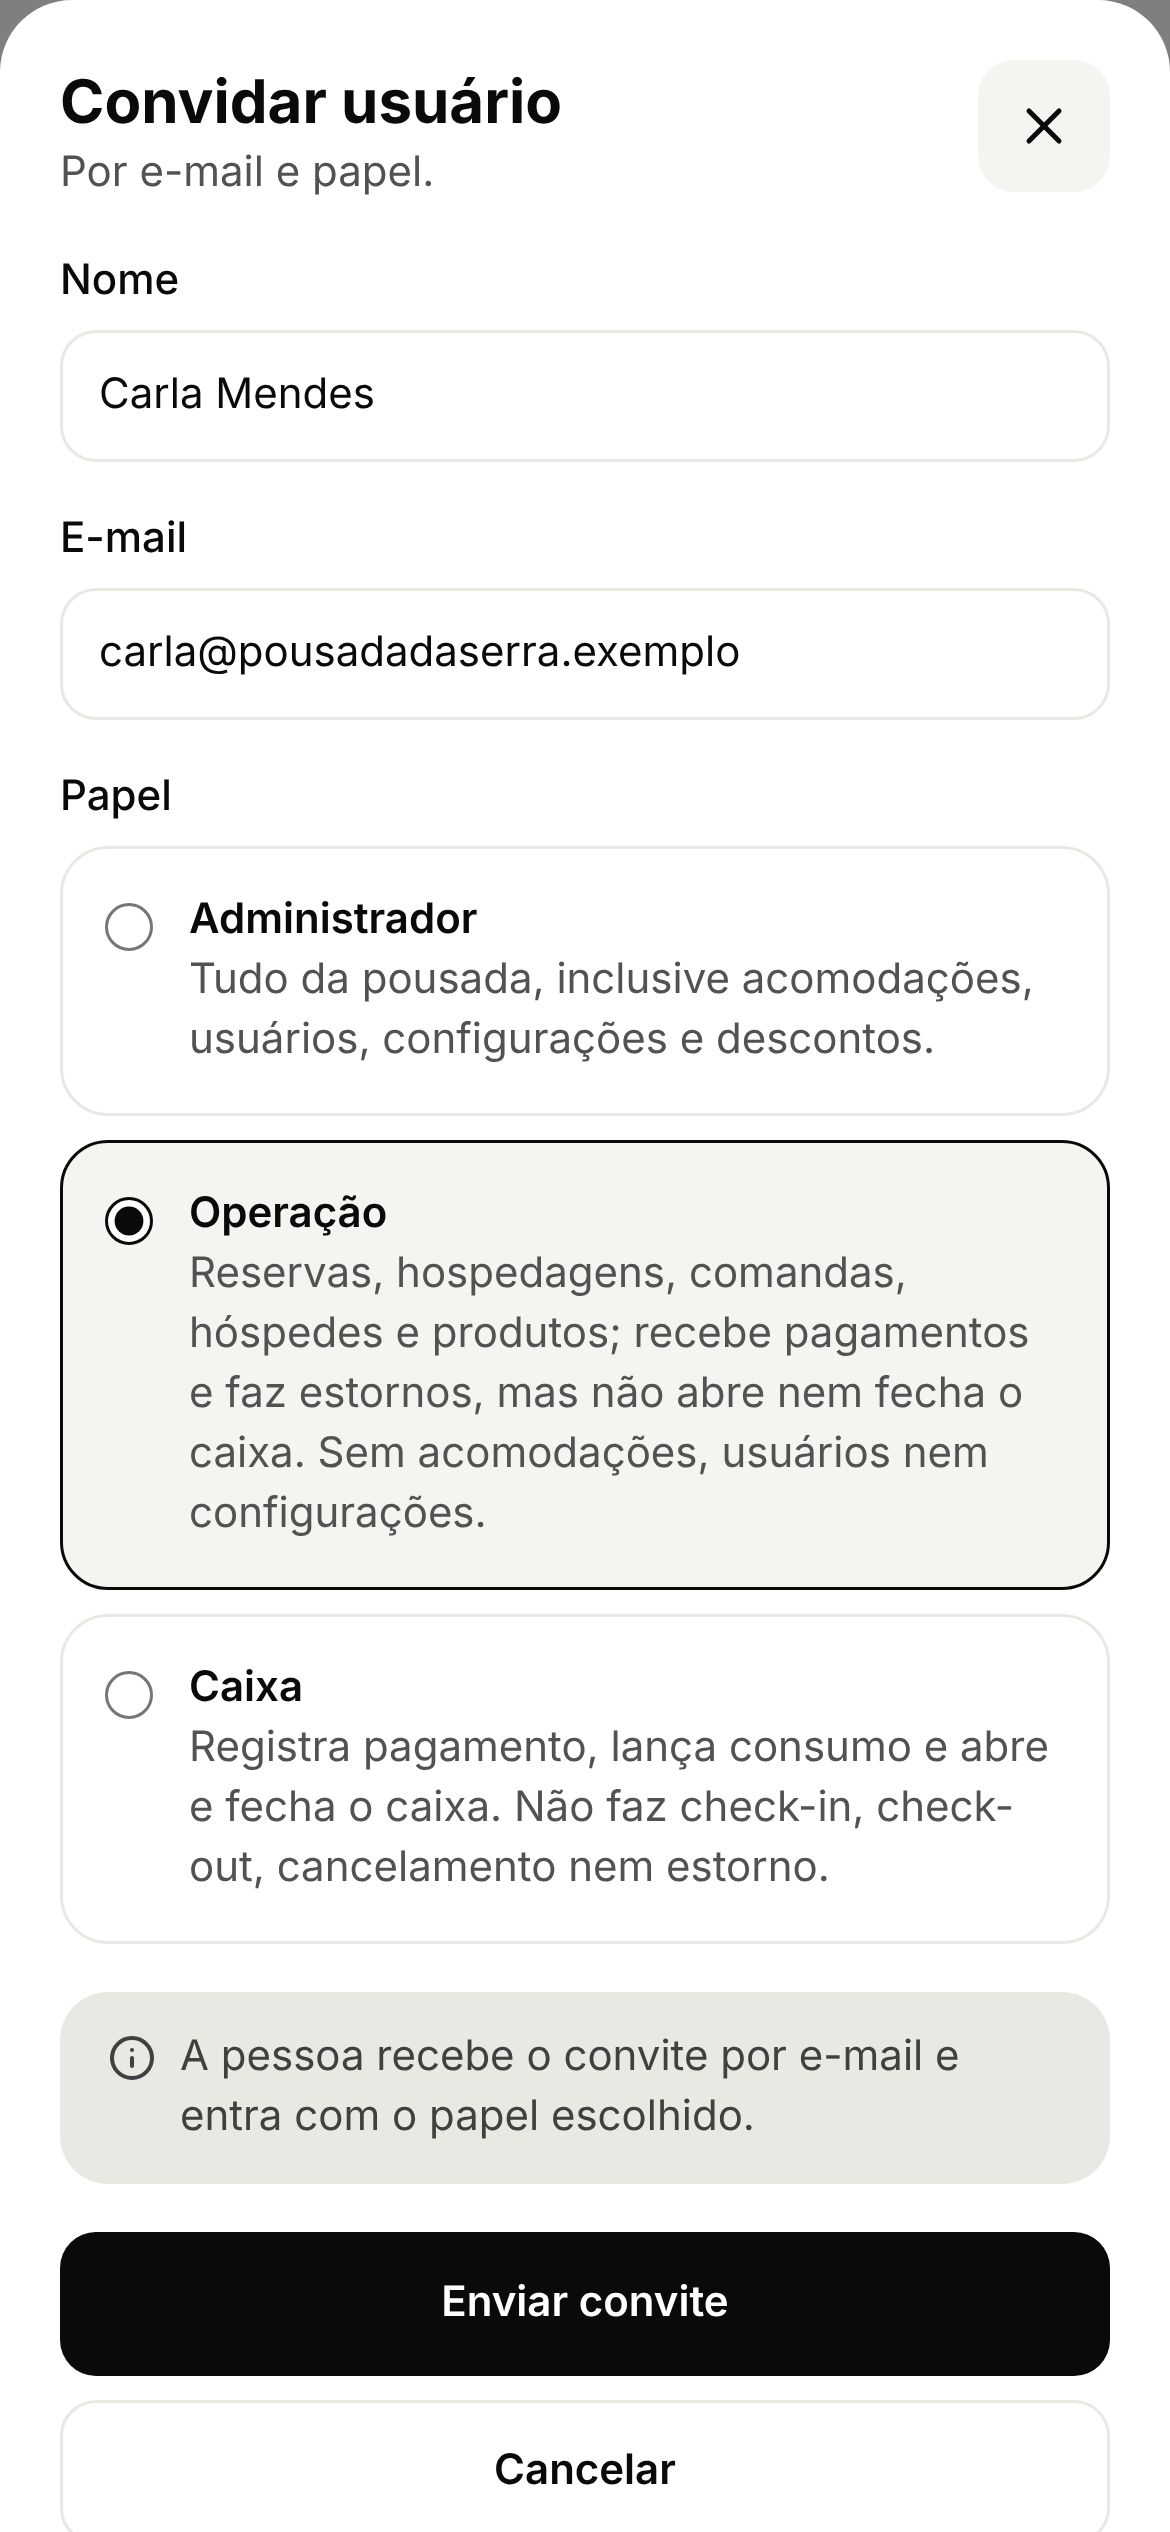 Convidar usuário
Por e-mail e papel.
Nome
Carla Mendes
E-mail
carla@pousadadaserra.exemplo
Papel
Administrador
Tudo da pousada, inclusive acomodações,
usuários, configurações e descontos.
Operação
Reservas, hospedagens, comandas,
hóspedes e produtos; recebe pagamentos
e faz estornos, mas não abre nem fecha o
caixa. Sem acomodações, usuários nem
configurações.
Caixa
Registra pagamento, lança consumo e abre
e fecha o caixa. Não faz check-in, check-
out, cancelamento nem estorno.
A pessoa recebe o convite por e-mail e
entra com o papel escolhido.
Enviar convite
Cancelar